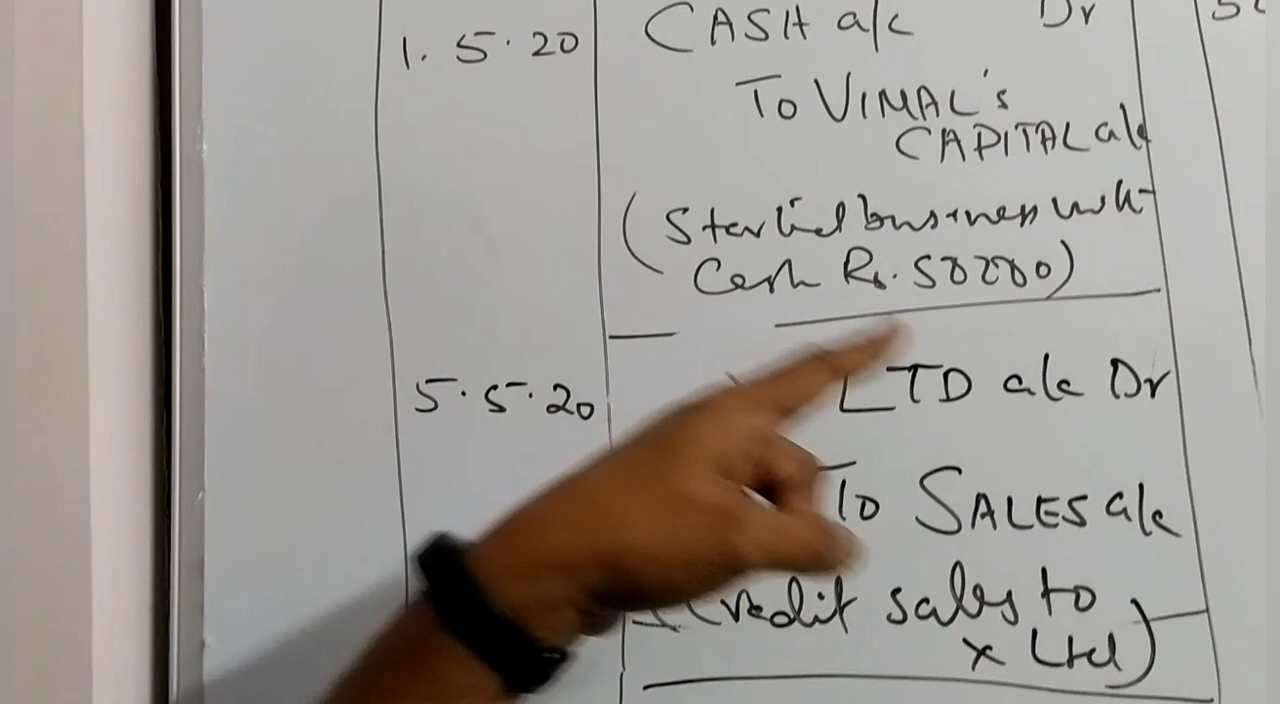 1. 5. 20 CASH a/c Dr
To VIMAL's
CAPITAL a/c
(Started business with
Cash Rs. 50000)
5. 5. 20 LTD a/c Dr
To SALES a/c
(Credit sales to
x Ltd)